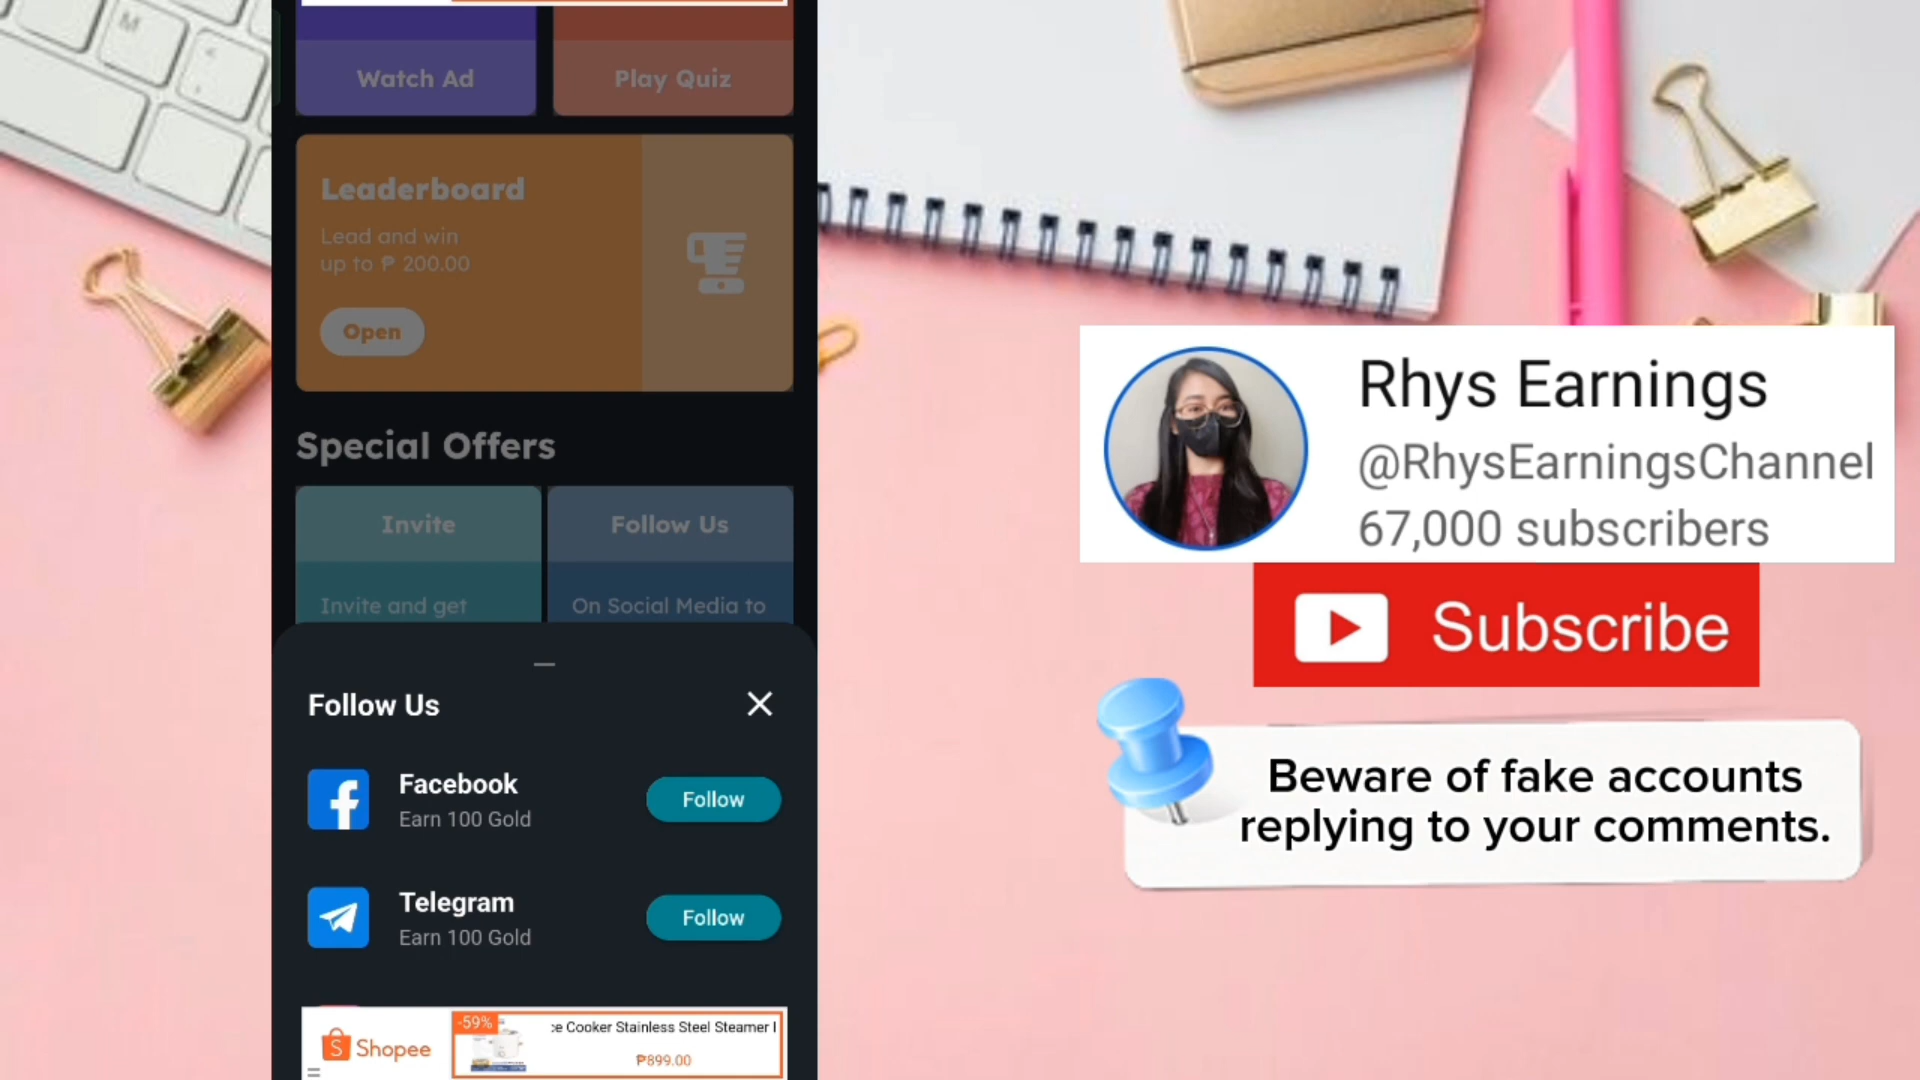 Watch Ad
Play Quiz
Leaderboard
Lead and win
up to ₱ 200.00
Open
Special Offers
Invite
Follow Us
Invite and get
On Social Media to
Follow Us
Facebook
Earn 100 Gold
Follow
Telegram
Earn 100 Gold
Follow
Shopee
-59%
ce Cooker Stainless Steel Steamer
₱899.00
Rhys Earnings
@RhysEarningsChannel
67,000 subscribers
Subscribe
Beware of fake accounts
replying to your comments.